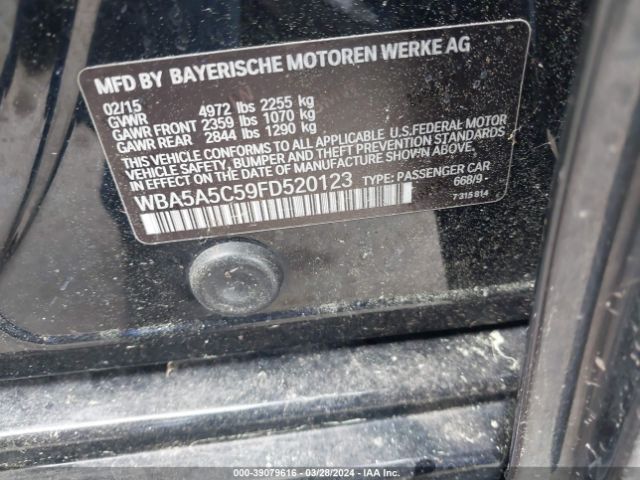 MFD BY BAYERISCHE MOTOREN WERKE AG
02/15
GVWR 4972 lbs 2255 kg
GAWR FRONT 2359 lbs 1070 kg
GAWR REAR 2844 lbs 1290 kg
THIS VEHICLE CONFORMS TO ALL APPLICABLE U.S. FEDERAL MOTOR
VEHICLE SAFETY, BUMPER AND THEFT PREVENTION STANDARDS
IN EFFECT ON THE DATE OF MANUFACTURE SHOWN ABOVE.
WBA5A5C59FD520123 TYPE: PASSENGER CAR
668/9-
7 315 814
000-39079616 - 03/28/2024 - IAA Inc.